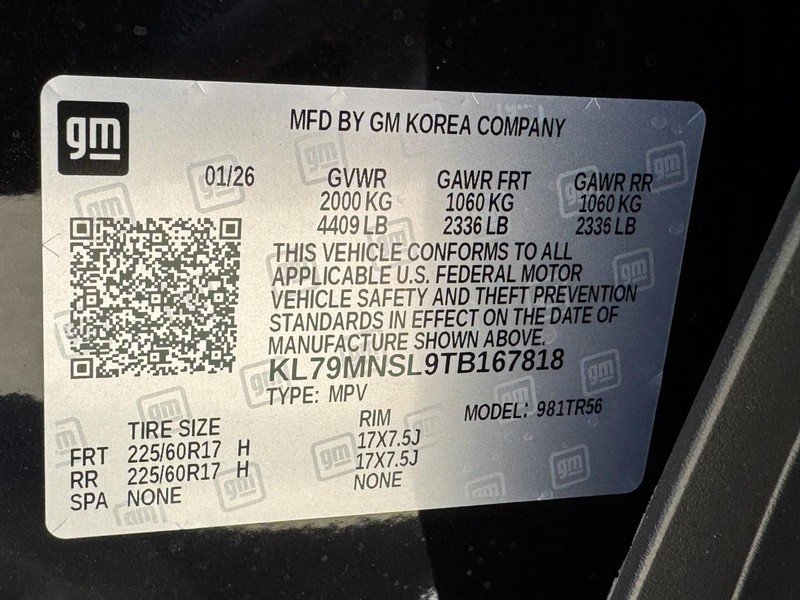 gm
MFD BY GM KOREA COMPANY
01/26 GVWR GAWR FRT GAWR RR
2000 KG 1060 KG 1060 KG
4409 LB 2336 LB 2336 LB
THIS VEHICLE CONFORMS TO ALL
APPLICABLE U.S. FEDERAL MOTOR
VEHICLE SAFETY AND THEFT PREVENTION
STANDARDS IN EFFECT ON THE DATE OF
MANUFACTURE SHOWN ABOVE.
KL79MNSL9TB167818
TYPE: MPV MODEL: 981TR56
TIRE SIZE RIM
FRT 225/60R17 H 17X7.5J
RR 225/60R17 H 17X7.5J
SPA NONE NONE